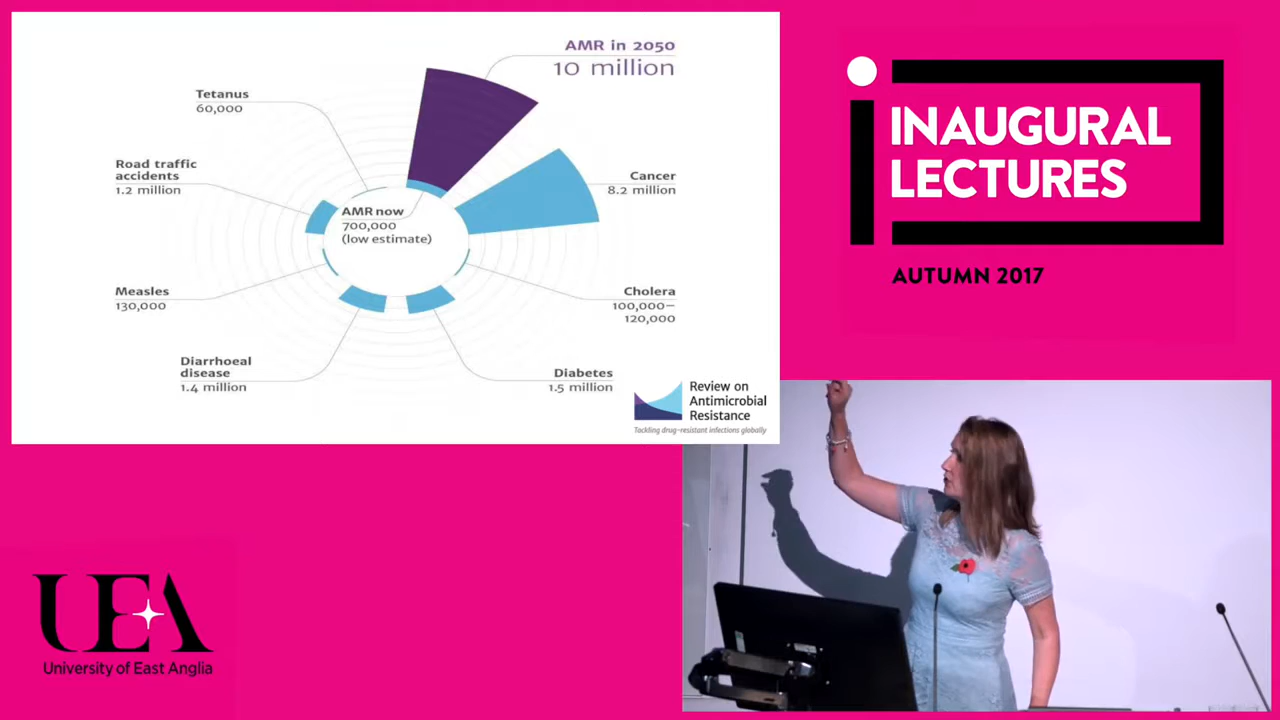 AMR in 2050
10 million
Tetanus
60,000
Road traffic
accidents
1.2 million
Cancer
8.2 million
AMR now
700,000
(low estimate)
Measles
130,000
Cholera
100,000–
120,000
Diarrhoeal
disease
1.4 million
Diabetes
1.5 million
Review on
Antimicrobial
Resistance
Tackling drug-resistant infections globally
INAUGURAL
LECTURES
AUTUMN 2017
UEA
University of East Anglia